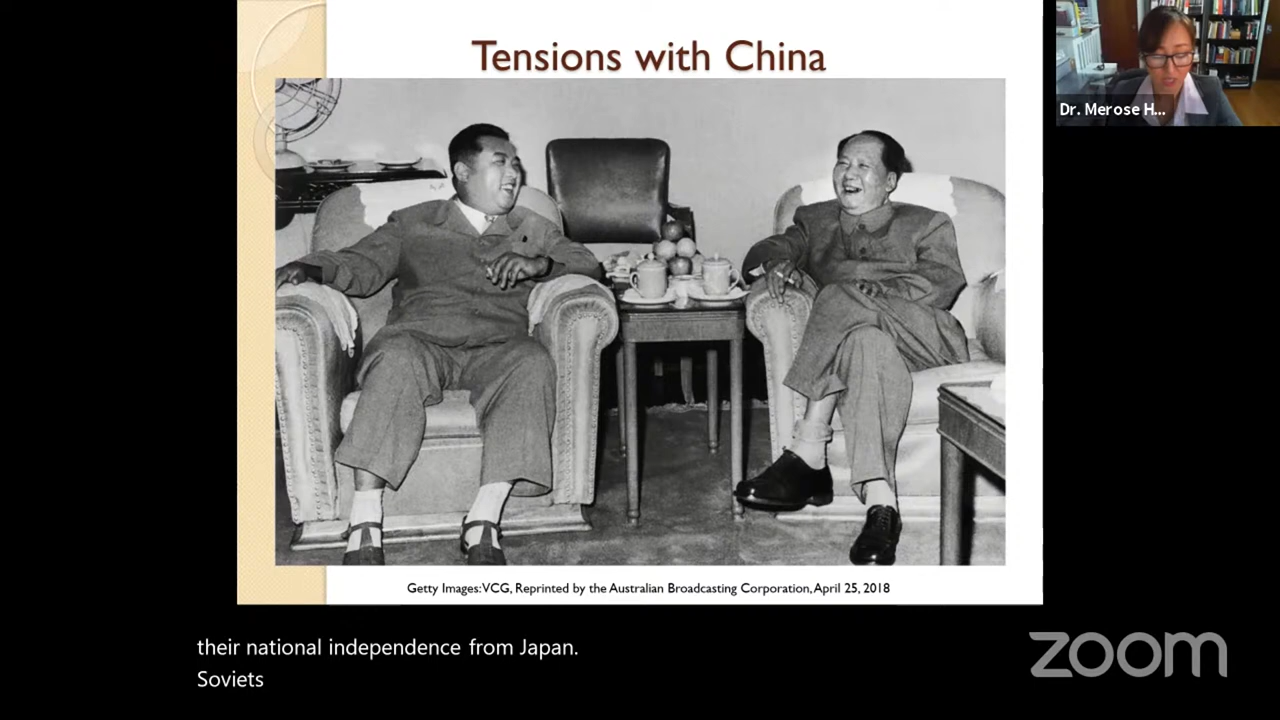 Tensions with China
Dr. Merose H...
Getty Images: VCG, Reprinted by the Australian Broadcasting Corporation, April 25, 2018
their national independence from Japan.
Soviets
zoom